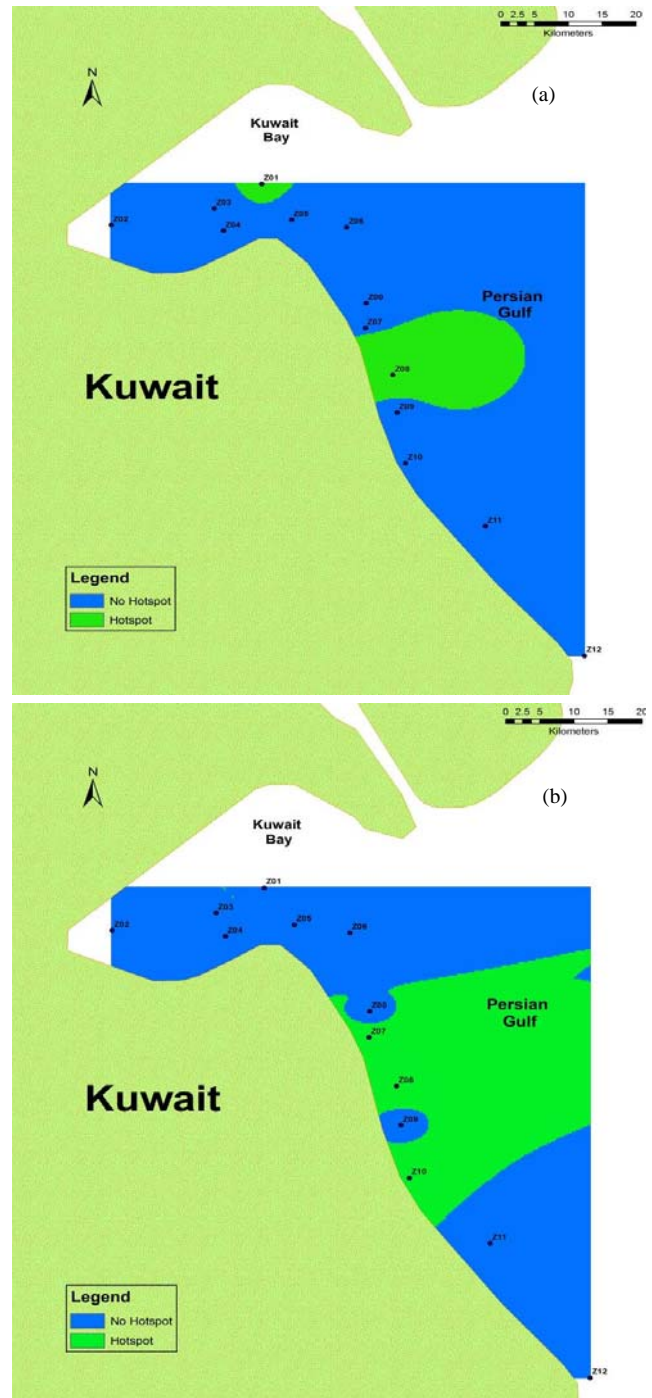 0 2.5 5 10 15 20
Kilometers
(a)
N
Kuwait
Bay
Z01
Z03
Z02
Z04
Z05
Z06
Persian
Gulf
Z07
Kuwait
Z08
Z09
Z10
Z11
Legend
No Hotspot
Hotspot
Z12
0 2.5 5 10 15 20
Kilometers
(b)
N
Kuwait
Bay
Z01
Z03
Z02
Z04
Z05
Z06
Persian
Gulf
Z07
Kuwait
Z08
Z09
Z10
Z11
Legend
No Hotspot
Hotspot
Z12